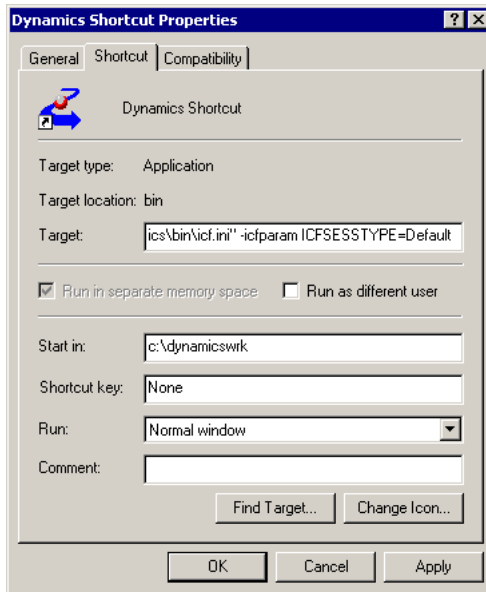 Dynamics Shortcut Properties
General Shortcut Compatibility
Dynamics Shortcut
Target type: Application
Target location: bin
Target: ics\bin\icf.ini" -icfparam ICFSESSTYPE=Default
Run in separate memory space Run as different user
Start in: c:\dynamicswrk
Shortcut key: None
Run: Normal window
Comment:
Find Target... Change Icon...
OK Cancel Apply